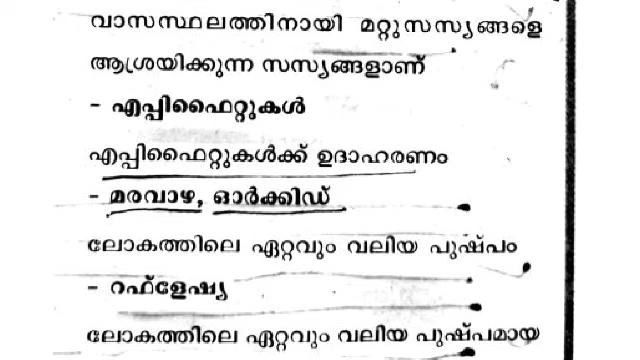 വാസസ്ഥലത്തിനായി മറ്റുസസ്യങ്ങളെ
ആശ്രയിക്കുന്ന സസ്യങ്ങളാണ്
- എപ്പിഫൈറ്റുകൾ
എപ്പിഫൈറ്റുകൾക്ക് ഉദാഹരണം
- മരവാഴ, ഓർക്കിഡ്
ലോകത്തിലെ ഏറ്റവും വലിയ പുഷ്പം
- റഫ്ളേഷ്യ
ലോകത്തിലെ ഏറ്റവും വലിയ പുഷ്പമായ